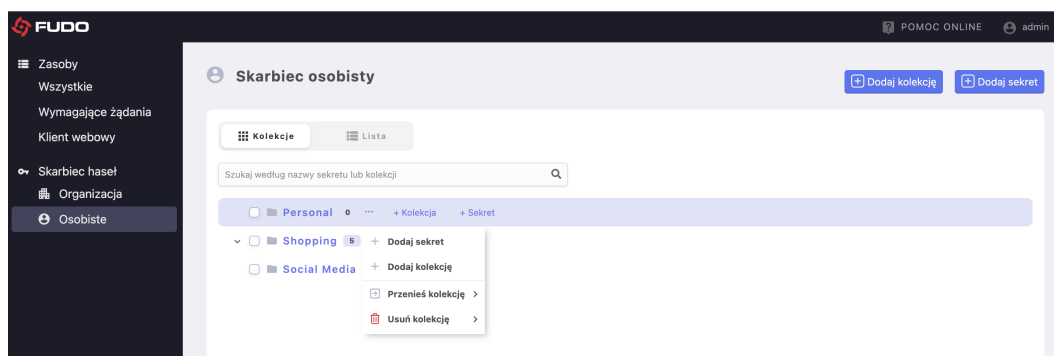 FUDO
POMOC ONLINE admin
Zasoby
Wszystkie
Wymagające żądania
Klient webowy
Skarbiec haseł
Organizacja
Osobiste
Skarbiec osobisty
Dodaj kolekcję Dodaj sekret
Kolekcje Lista
Szukaj według nazwy sekretu lub kolekcji
Personal 0 ··· + Kolekcja + Sekret
Shopping 5
Social Media
+ Dodaj sekret
+ Dodaj kolekcję
Przenieś kolekcję >
Usuń kolekcję >